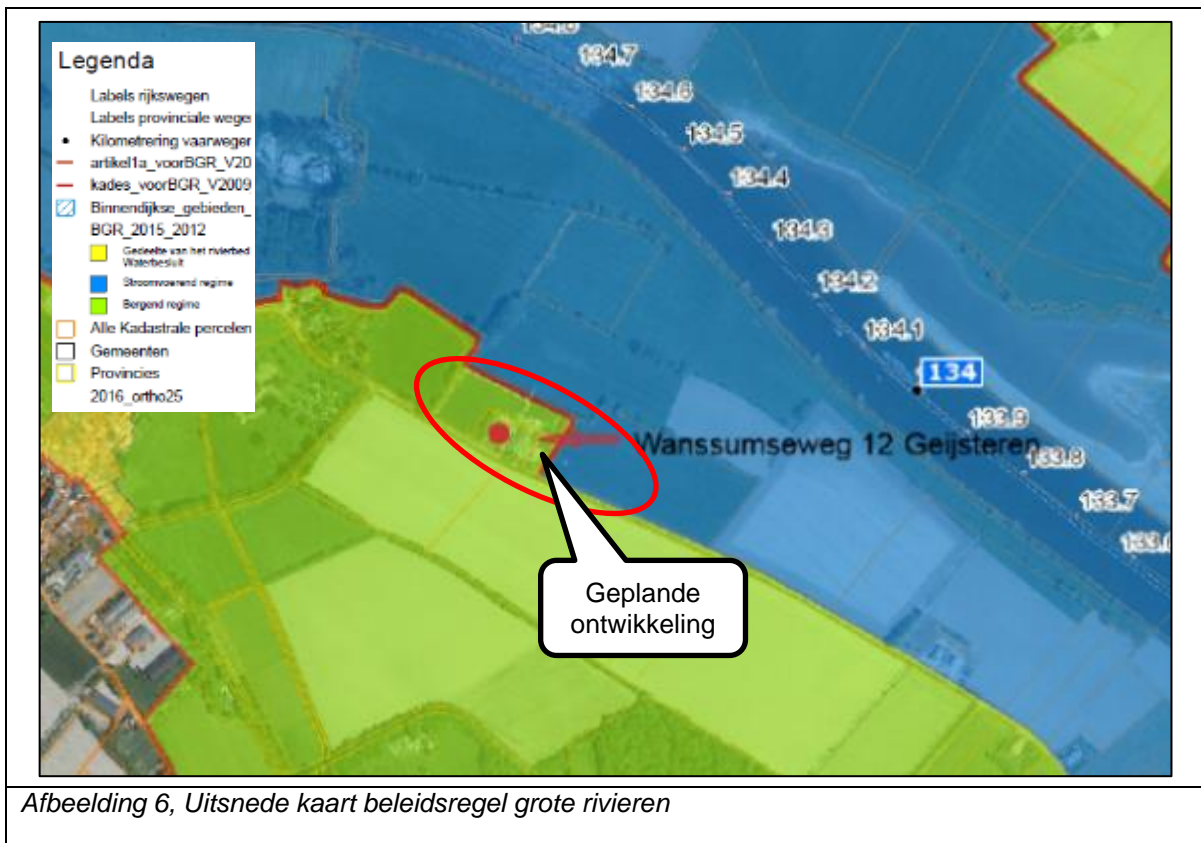 Legenda
Labels rijkswegen
Labels provinciale wege
Kilometrering vaarweger
artikel1a_voorBGR_V20
kades_voorBGR_V2009
Binnendijkse_gebieden_
BGR_2015_2012
Gedeelte van het rivierbed
Waterbesluit
Stroomvoerend regime
Bergend regime
Alle Kadastrale percelen
Gemeenten
Provincies
2016_ortho25
134.7
134.6
134.5
134.4
134.3
134.2
134.1
134
133.9
133.8
133.7
Wanssumseweg 12 Geijsteren
Geplande
ontwikkeling
Afbeelding 6, Uitsnede kaart beleidsregel grote rivieren